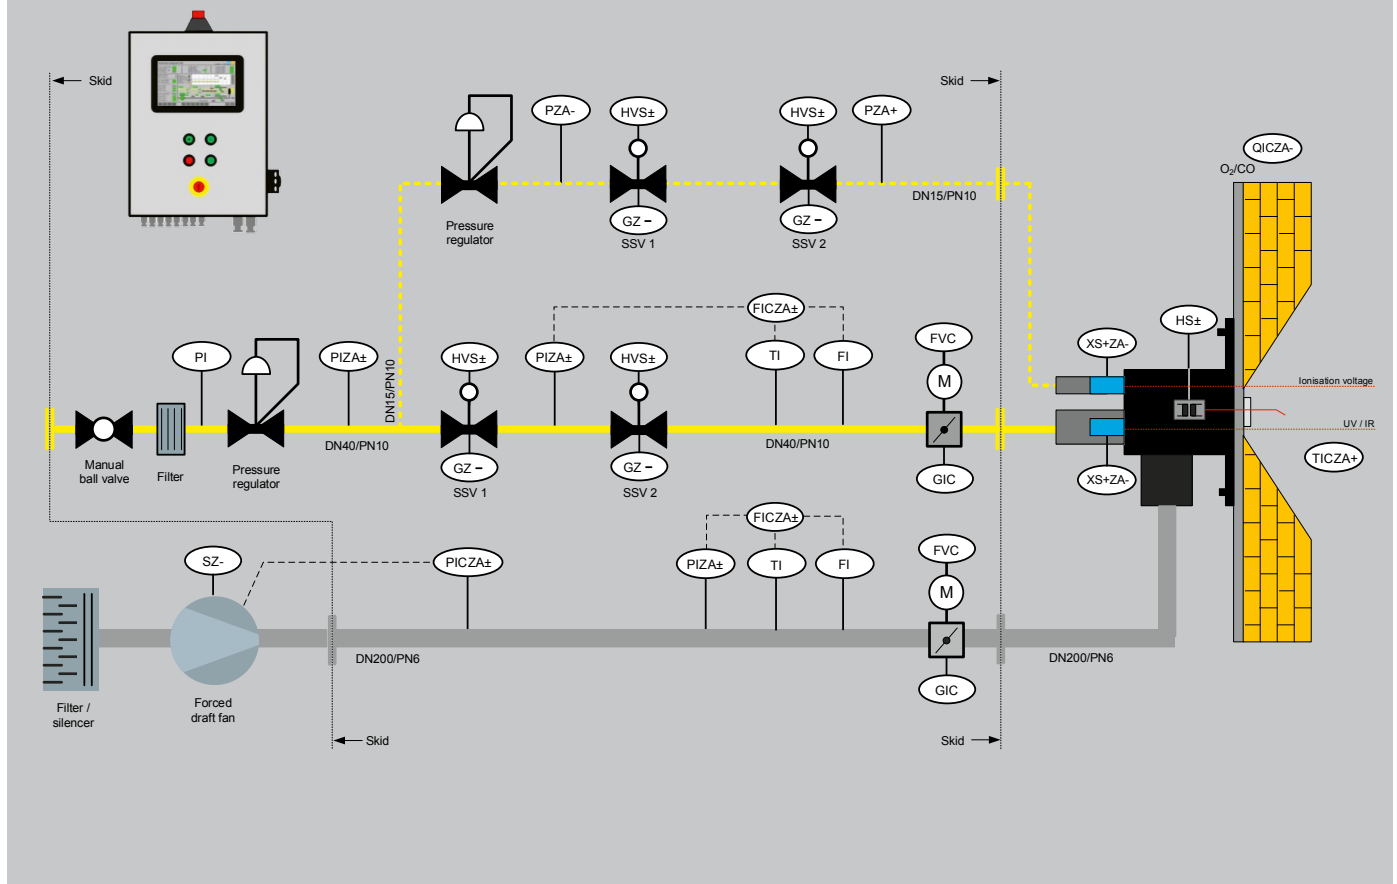 Skid
Skid
PZA-
HVS±
HVS±
PZA+
QICZA-
O₂/CO
DN15/PN10
Pressure
regulator
GZ –
SSV 1
GZ –
SSV 2
FICZA±
HS±
PI
PIZA±
DN15/PN10
HVS±
PIZA±
HVS±
TI
FI
FVC
M
XS+ZA-
Ionisation voltage
UV / IR
Manual
ball valve
Filter
Pressure
regulator
DN40/PN10
GZ –
SSV 1
GZ –
SSV 2
DN40/PN10
GIC
XS+ZA-
TICZA+
FICZA±
SZ-
PICZA±
PIZA±
TI
FI
FVC
M
DN200/PN6
DN200/PN6
GIC
Filter /
silencer
Forced
draft fan
Skid
Skid